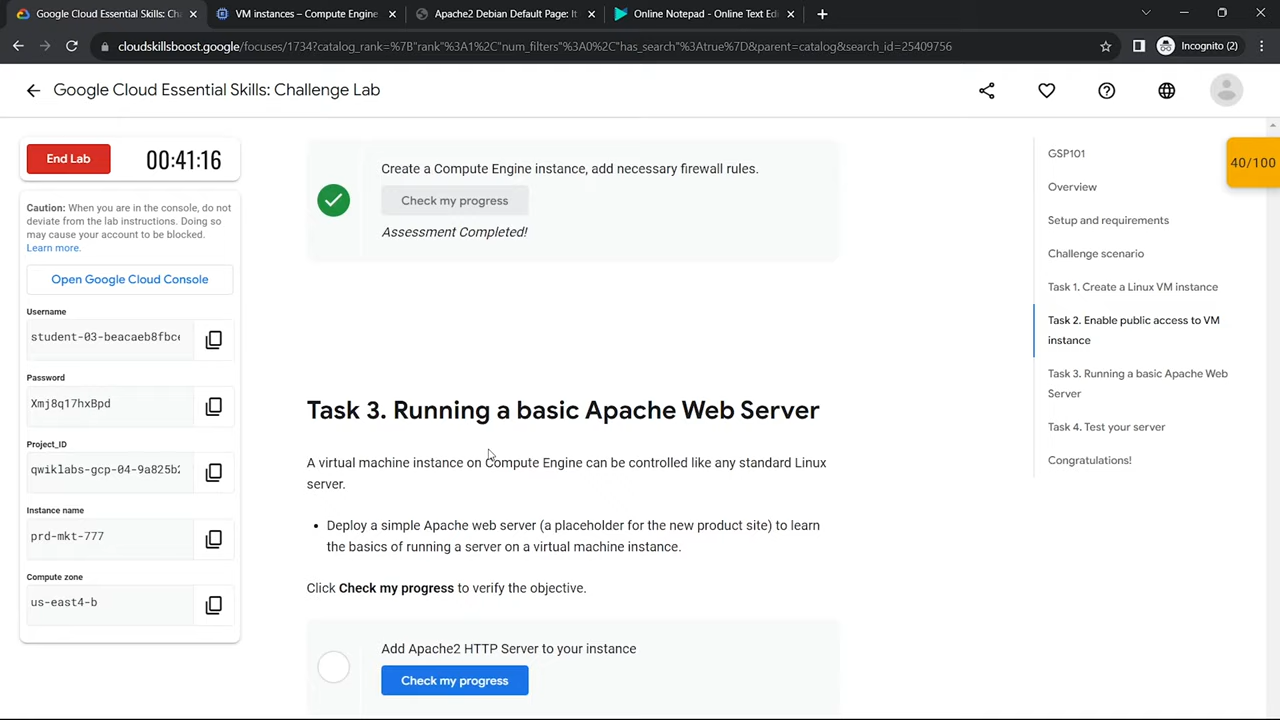 Google Cloud Essential Skills: Cha
VM instances – Compute Engine
Apache2 Debian Default Page: It
Online Notepad - Online Text Edi
cloudskillsboost.google/focuses/1734?catalog_rank=%7B"rank"%3A1%2C"num_filters"%3A0%2C"has_search"%3Atrue%7D&parent=catalog&search_id=25409756
Incognito (2)
Google Cloud Essential Skills: Challenge Lab
End Lab
00:41:16
Caution: When you are in the console, do not
deviate from the lab instructions. Doing so
may cause your account to be blocked.
Learn more.
Open Google Cloud Console
Username
student-03-beacaeb8fbce
Password
Xmj8q17hxBpd
Project_ID
qwiklabs-gcp-04-9a825b2
Instance name
prd-mkt-777
Compute zone
us-east4-b
Create a Compute Engine instance, add necessary firewall rules.
Check my progress
Assessment Completed!
Task 3. Running a basic Apache Web Server
A virtual machine instance on Compute Engine can be controlled like any standard Linux
server.
• Deploy a simple Apache web server (a placeholder for the new product site) to learn
the basics of running a server on a virtual machine instance.
Click Check my progress to verify the objective.
Add Apache2 HTTP Server to your instance
Check my progress
GSP101
Overview
Setup and requirements
Challenge scenario
Task 1. Create a Linux VM instance
Task 2. Enable public access to VM
instance
Task 3. Running a basic Apache Web
Server
Task 4. Test your server
Congratulations!
40/100